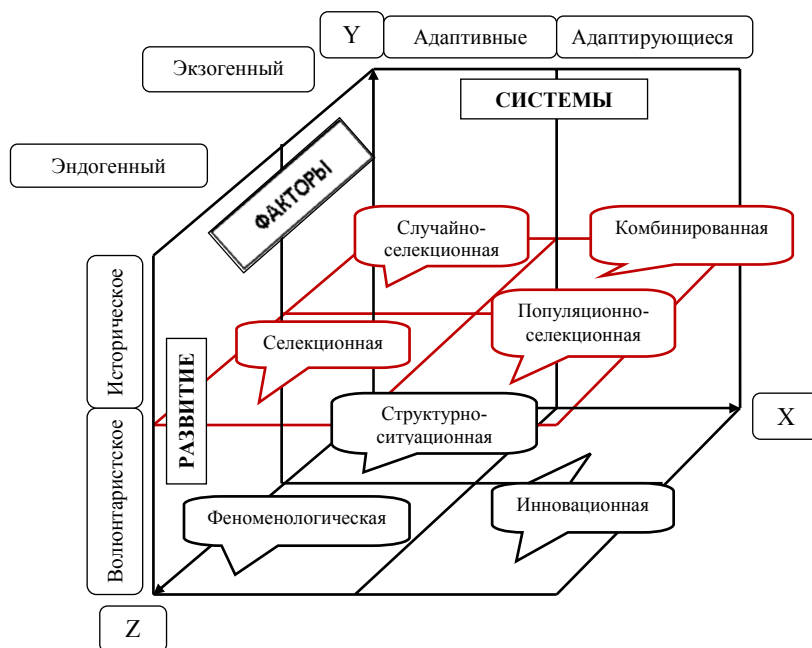 Y
Адаптивные
Адаптирующиеся
Экзогенный
СИСТЕМЫ
Эндогенный
ФАКТОРЫ
Случайно-
селекционная
Комбинированная
Историческое
Популяционно-
селекционная
Селекционная
РАЗВИТИЕ
Структурно-
ситуационная
X
Волюнтаристское
Феноменологическая
Инновационная
Z